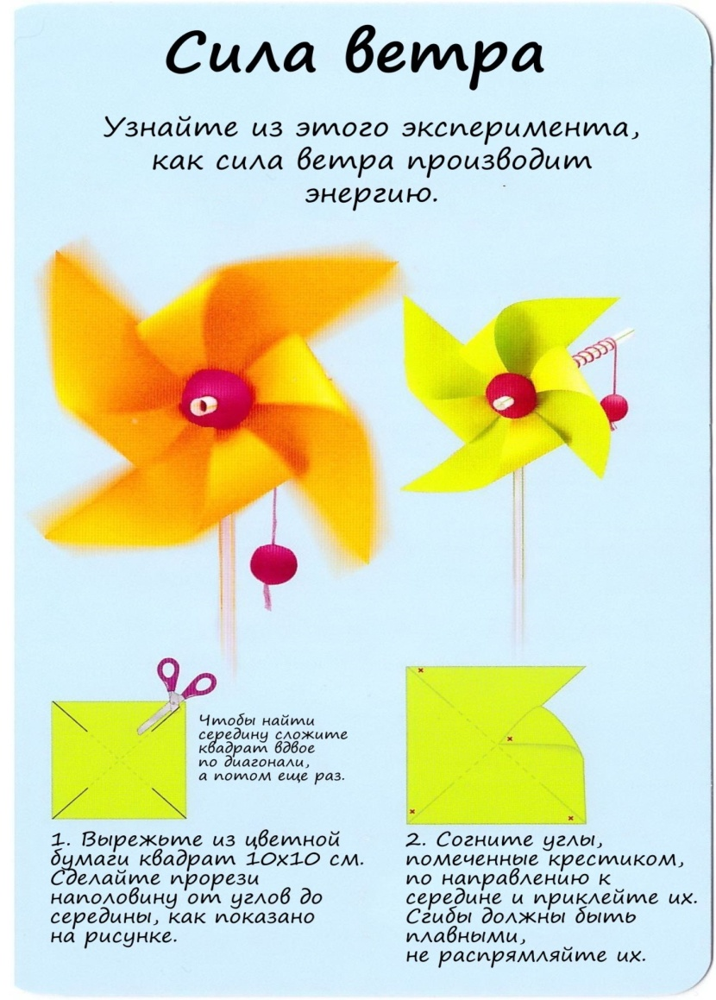 Сила ветра
Узнайте из этого эксперимента,
как сила ветра производит
энергию.
Чтобы найти
середину сложите
квадрат вдвое
по диагонали,
а потом еще раз.
1. Вырежьте из цветной
бумаги квадрат 10х10 см.
Сделайте прорези
наполовину от углов до
середины, как показано
на рисунке.
2. Согните углы,
помеченные крестиком,
по направлению к
середине и приклейте их.
Сгибы должны быть
плавными,
не распрямляйте их.